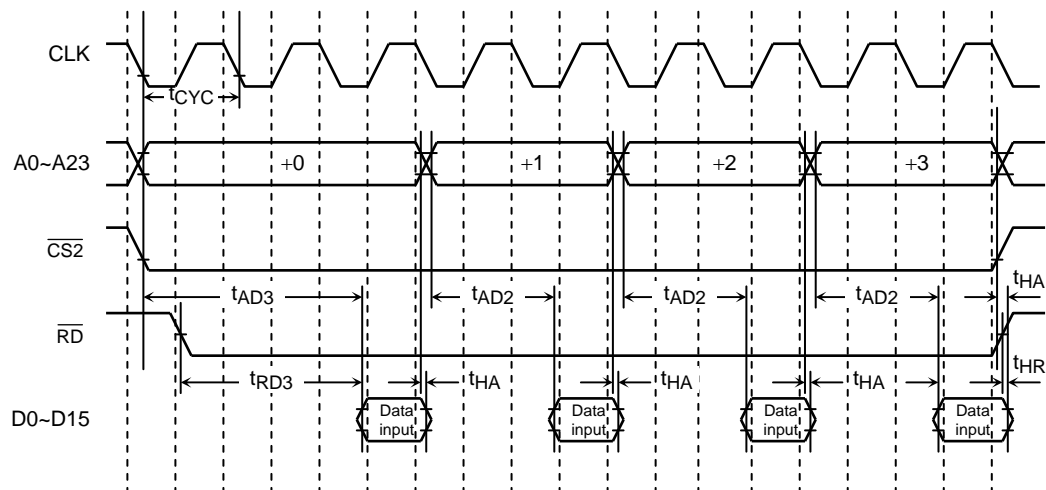 CLK
tCYC
A0~A23
+0
+1
+2
+3
CS2
tHA
tAD3
tAD2
tAD2
tAD2
RD
tRD3
tHA
tHA
tHA
tHR
D0~D15
Data
input
Data
input
Data
input
Data
input